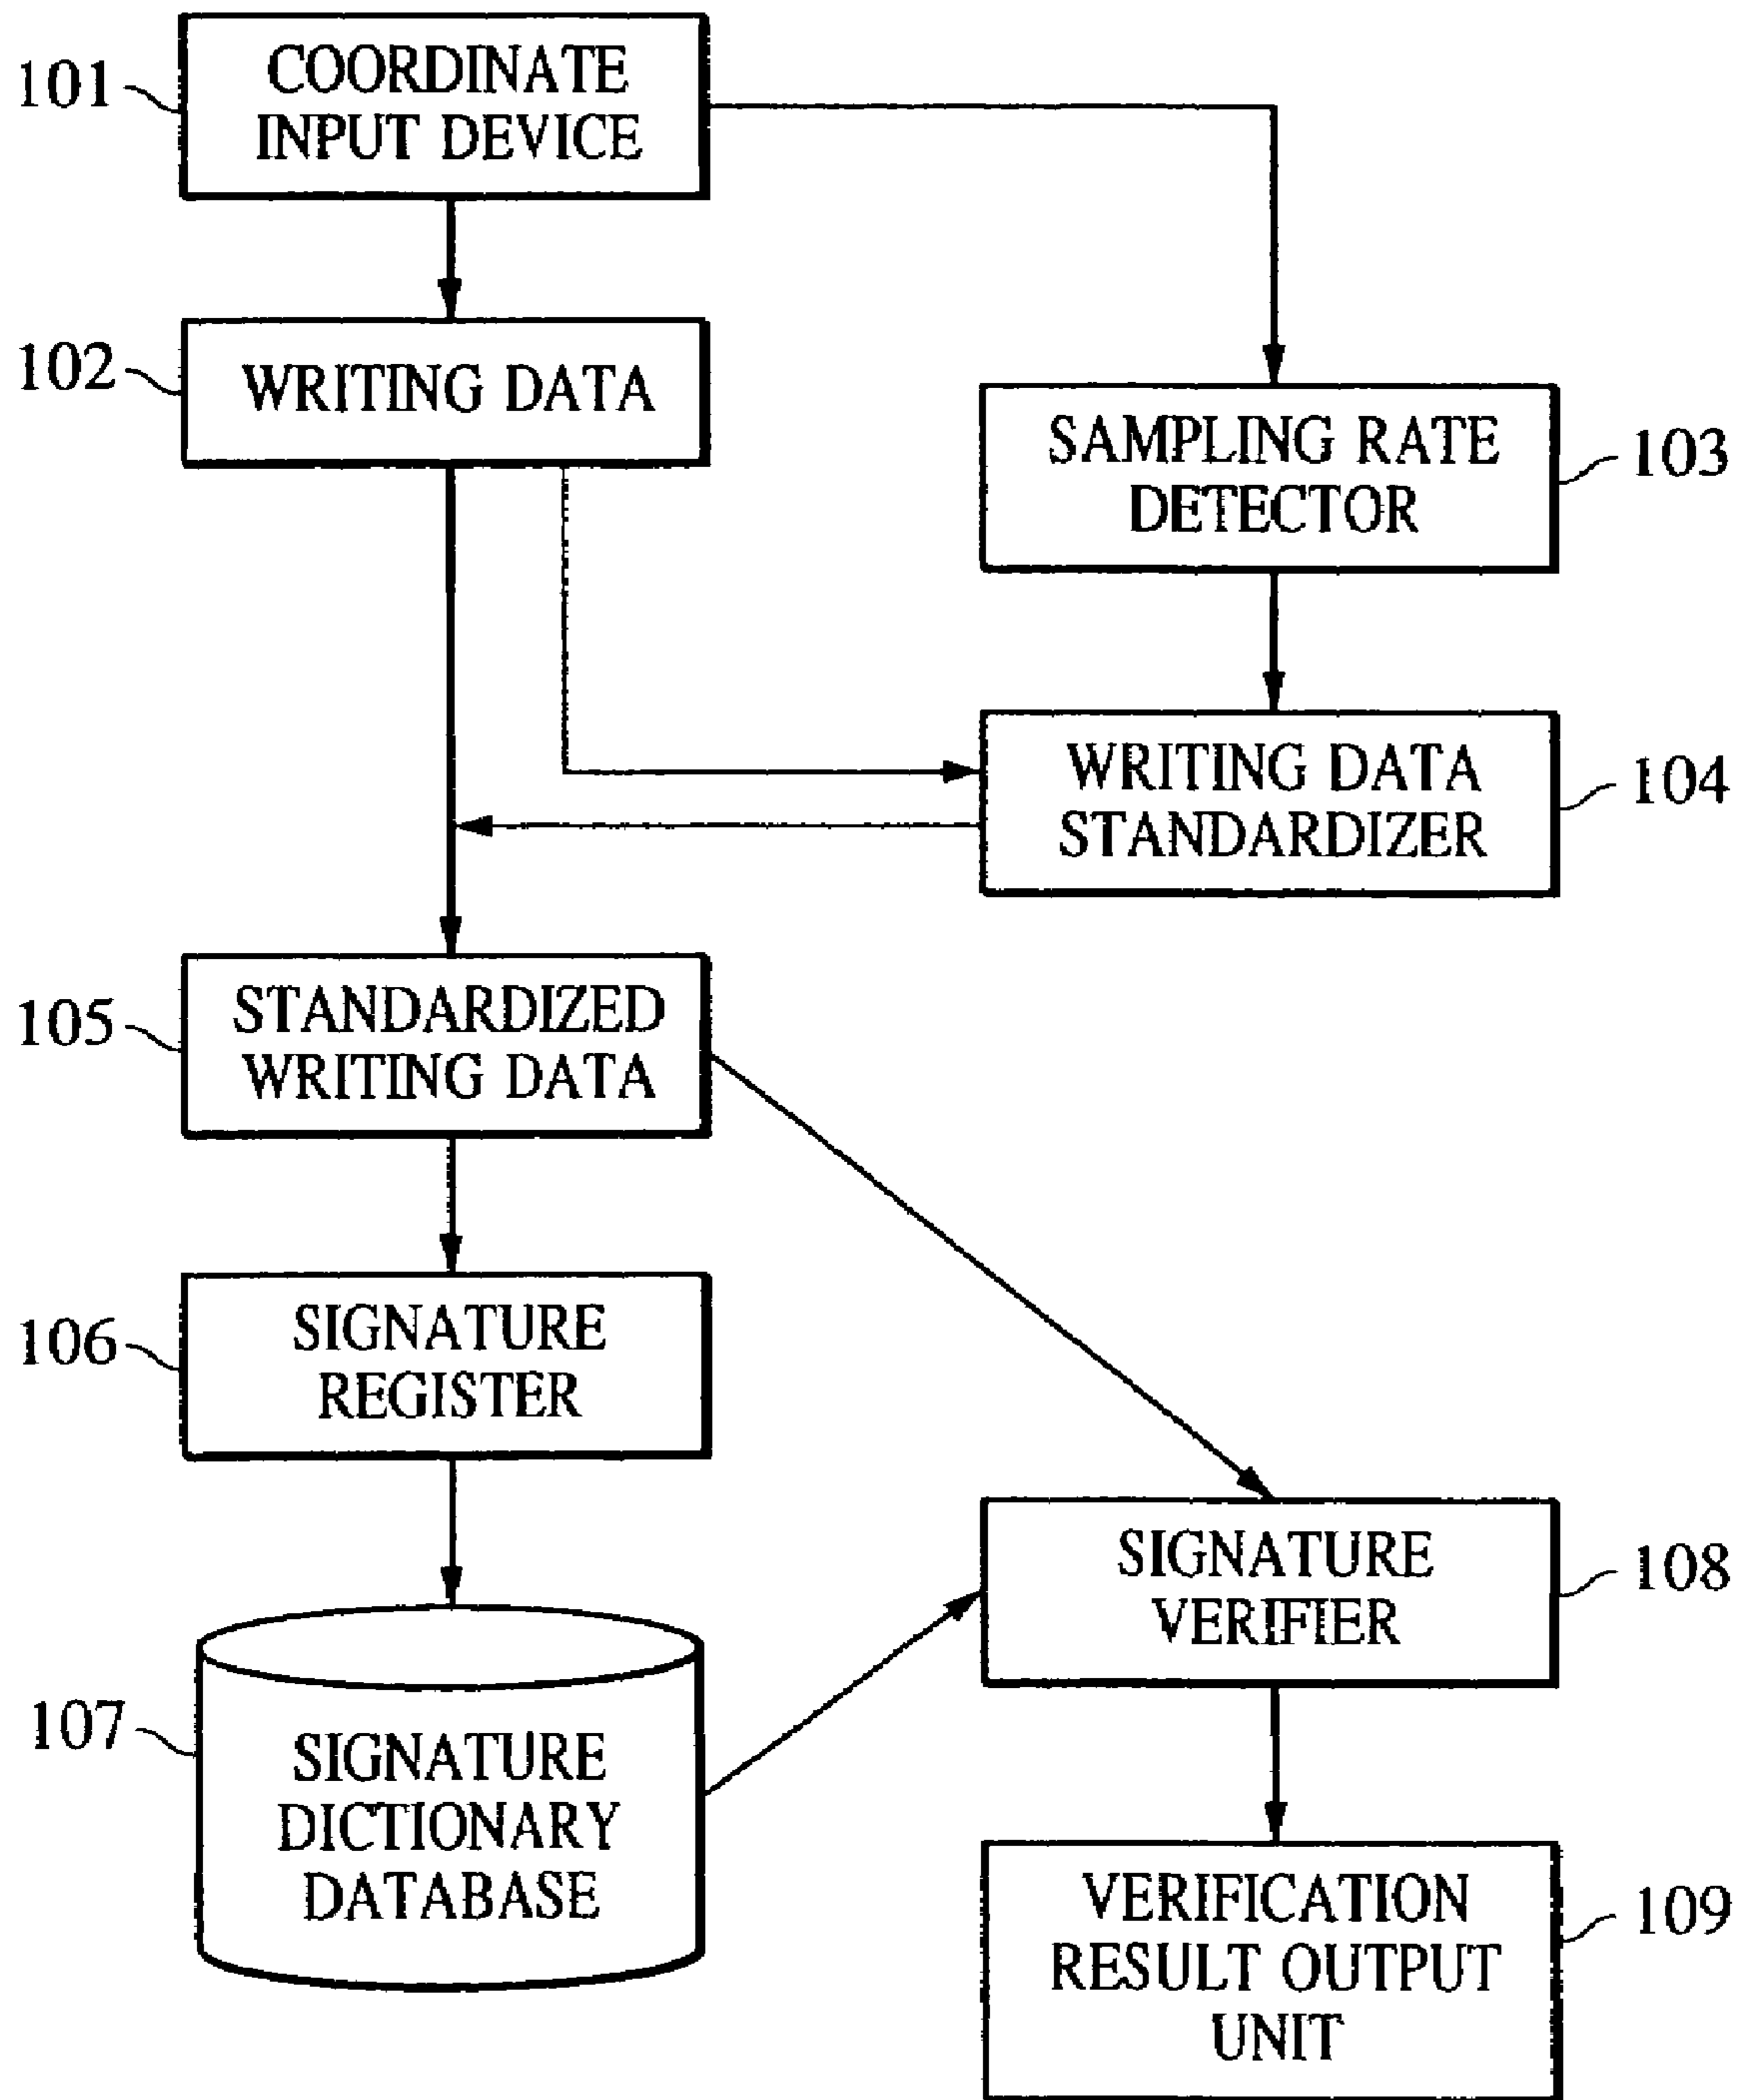 101
COORDINATE
INPUT DEVICE
102
WRITING DATA
SAMPLING RATE
DETECTOR
103
WRITING DATA
STANDARDIZER
104
105
STANDARDIZED
WRITING DATA
106
SIGNATURE
REGISTER
107
SIGNATURE
DICTIONARY
DATABASE
SIGNATURE
VERIFIER
108
VERIFICATION
RESULT OUTPUT
UNIT
109